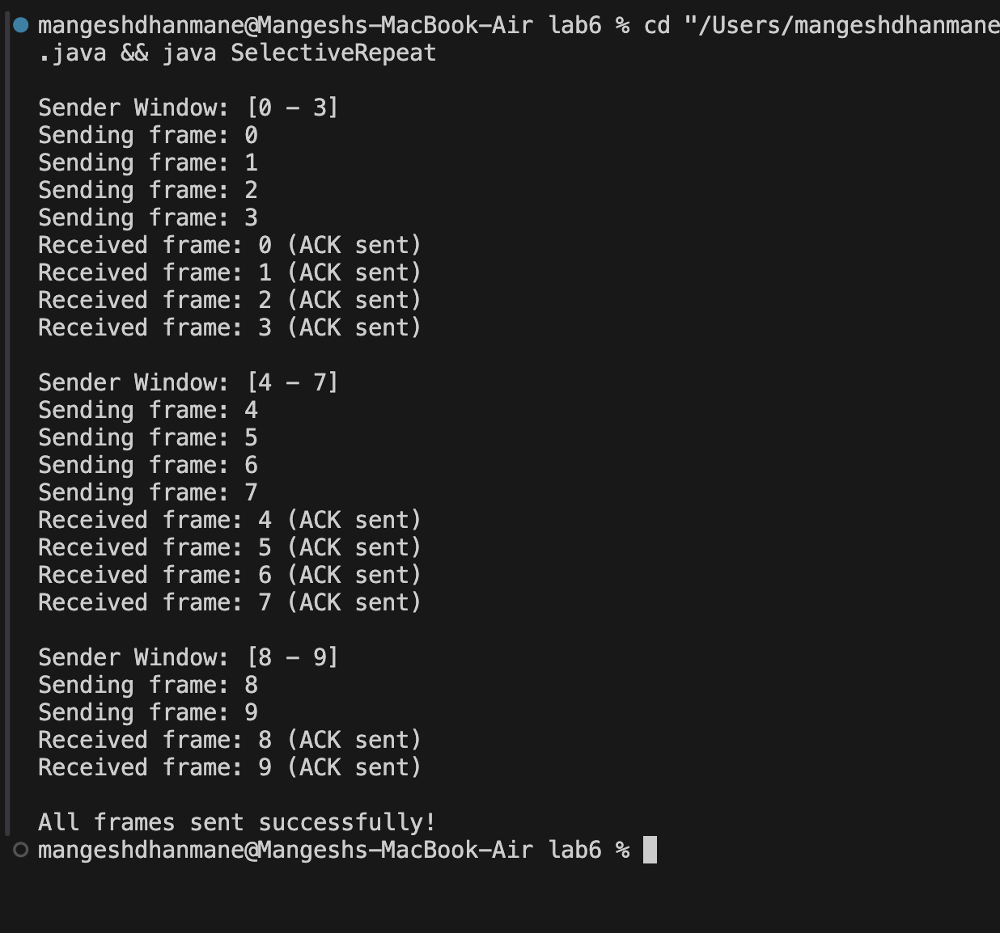 mangeshdhanmane@Mangeshs-MacBook-Air lab6 % cd "/Users/mangeshdhanmane
.java && java SelectiveRepeat
Sender Window: [0 - 3]
Sending frame: 0
Sending frame: 1
Sending frame: 2
Sending frame: 3
Received frame: 0 (ACK sent)
Received frame: 1 (ACK sent)
Received frame: 2 (ACK sent)
Received frame: 3 (ACK sent)
Sender Window: [4 - 7]
Sending frame: 4
Sending frame: 5
Sending frame: 6
Sending frame: 7
Received frame: 4 (ACK sent)
Received frame: 5 (ACK sent)
Received frame: 6 (ACK sent)
Received frame: 7 (ACK sent)
Sender Window: [8 - 9]
Sending frame: 8
Sending frame: 9
Received frame: 8 (ACK sent)
Received frame: 9 (ACK sent)
All frames sent successfully!
mangeshdhanmane@Mangeshs-MacBook-Air lab6 %